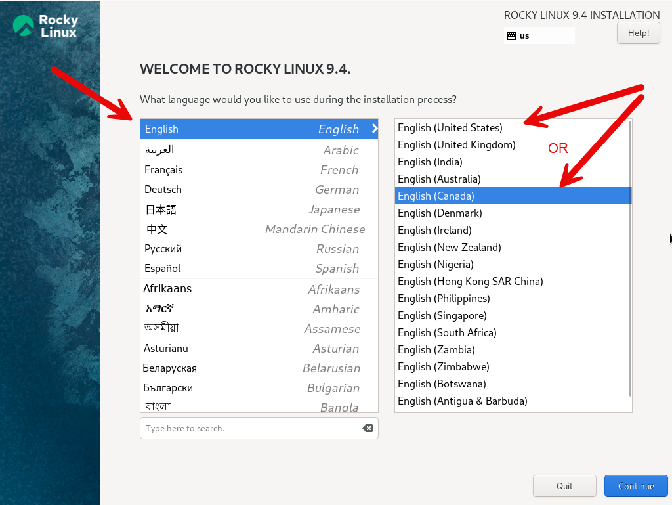 Rocky
Linux
ROCKY LINUX 9.4 INSTALLATION
us
Help!
WELCOME TO ROCKY LINUX 9.4.
What language would you like to use during the installation process?
English English
العربية Arabic
Français French
Deutsch German
日本語 Japanese
中文 Mandarin Chinese
Русский Russian
Español Spanish
Afrikaans Afrikaans
አማርኛ Amharic
অসমীয়া Assamese
Asturianu Asturian
Беларуская Belarusian
Български Bulgarian
বাংলা Bangla
Type here to search.
English (United States)
English (United Kingdom)
OR
English (India)
English (Australia)
English (Canada)
English (Denmark)
English (Ireland)
English (New Zealand)
English (Nigeria)
English (Hong Kong SAR China)
English (Philippines)
English (Singapore)
English (South Africa)
English (Zambia)
English (Zimbabwe)
English (Botswana)
English (Antigua & Barbuda)
Quit
Continue